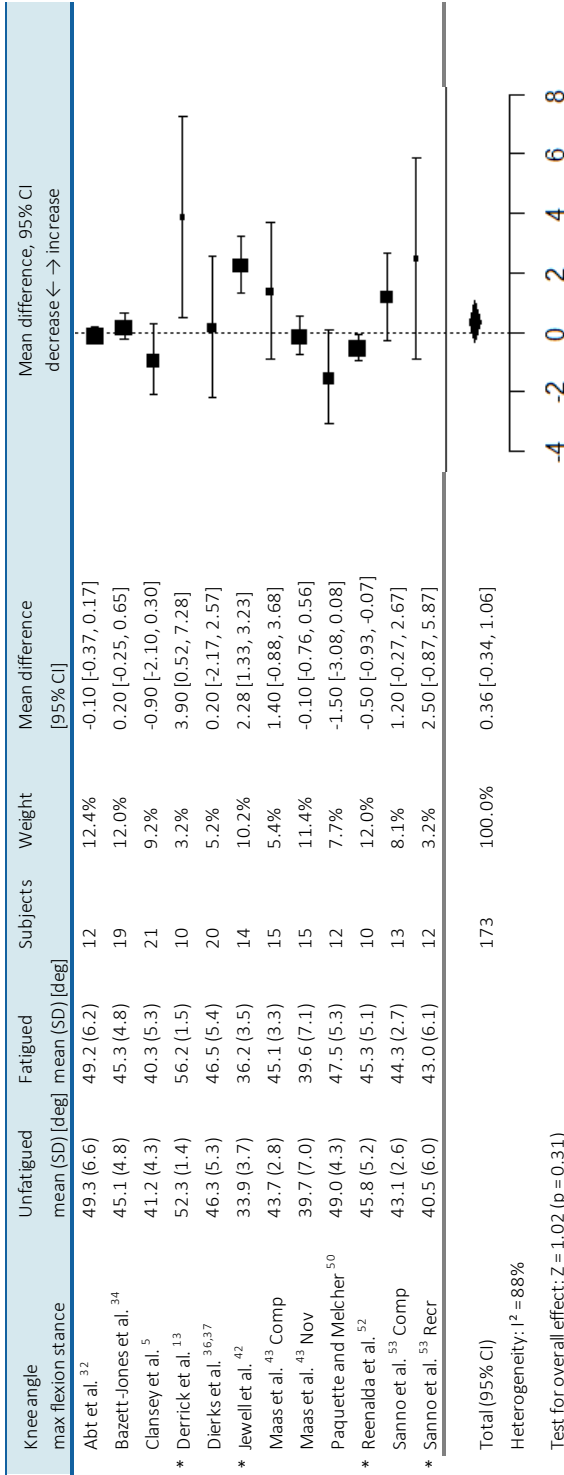 Knee angle Unfatigued Fatigued Subjects Weight Mean difference Mean difference, 95% CI
max flexion stance mean (SD) [deg] mean (SD) [deg] [95% CI] decrease ← → increase
Abt et al. 32 49.3 (6.6) 49.2 (6.2) 12 12.4% -0.10 [-0.37, 0.17]
Bazett-Jones et al. 34 45.1 (4.8) 45.3 (4.8) 19 12.0% 0.20 [-0.25, 0.65]
Clansey et al. 5 41.2 (4.3) 40.3 (5.3) 21 9.2% -0.90 [-2.10, 0.30]
* Derrick et al. 13 52.3 (1.4) 56.2 (1.5) 10 3.2% 3.90 [0.52, 7.28]
Dierks et al. 36,37 46.3 (5.3) 46.5 (5.4) 20 5.2% 0.20 [-2.17, 2.57]
* Jewell et al. 42 33.9 (3.7) 36.2 (3.5) 14 10.2% 2.28 [1.33, 3.23]
Maas et al. 43 Comp 43.7 (2.8) 45.1 (3.3) 15 5.4% 1.40 [-0.88, 3.68]
Maas et al. 43 Nov 39.7 (7.0) 39.6 (7.1) 15 11.4% -0.10 [-0.76, 0.56]
Paquette and Melcher 50 49.0 (4.3) 47.5 (5.3) 12 7.7% -1.50 [-3.08, 0.08]
* Reenalda et al. 52 45.8 (5.2) 45.3 (5.1) 10 12.0% -0.50 [-0.93, -0.07]
Sanno et al. 53 Comp 43.1 (2.6) 44.3 (2.7) 13 8.1% 1.20 [-0.27, 2.67]
* Sanno et al. 53 Recr 40.5 (6.0) 43.0 (6.1) 12 3.2% 2.50 [-0.87, 5.87]
Total (95% CI) 173 100.0% 0.36 [-0.34, 1.06]
Heterogeneity: I² = 88%
Test for overall effect: Z = 1.02 (p = 0.31)
-4 -2 0 2 4 6 8